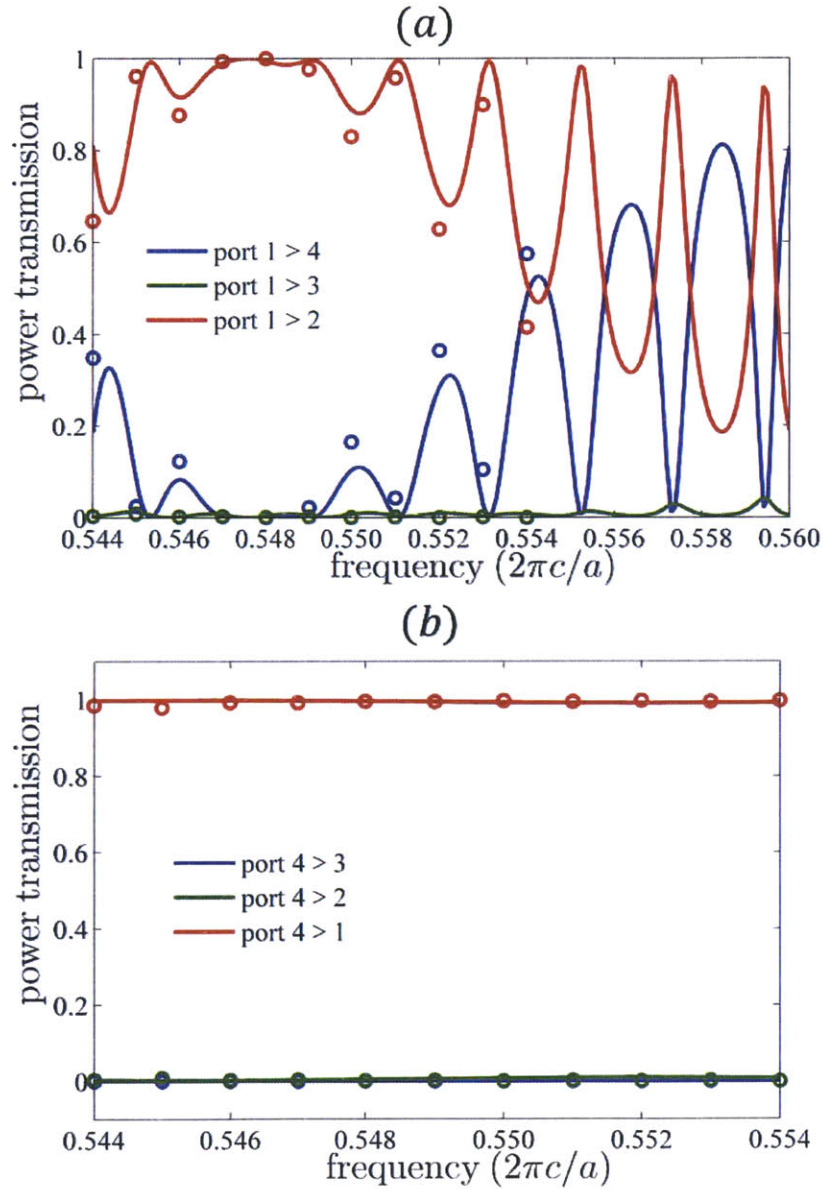 (a)
1
0.8
0.6
0.4
0.2
0
power transmission
port 1 > 4
port 1 > 3
port 1 > 2
0.544 0.546 0.548 0.550 0.552 0.554 0.556 0.558 0.560
frequency (2πc/a)
(b)
1
0.8
0.6
0.4
0.2
0
power transmission
port 4 > 3
port 4 > 2
port 4 > 1
0.544 0.546 0.548 0.550 0.552 0.554
frequency (2πc/a)